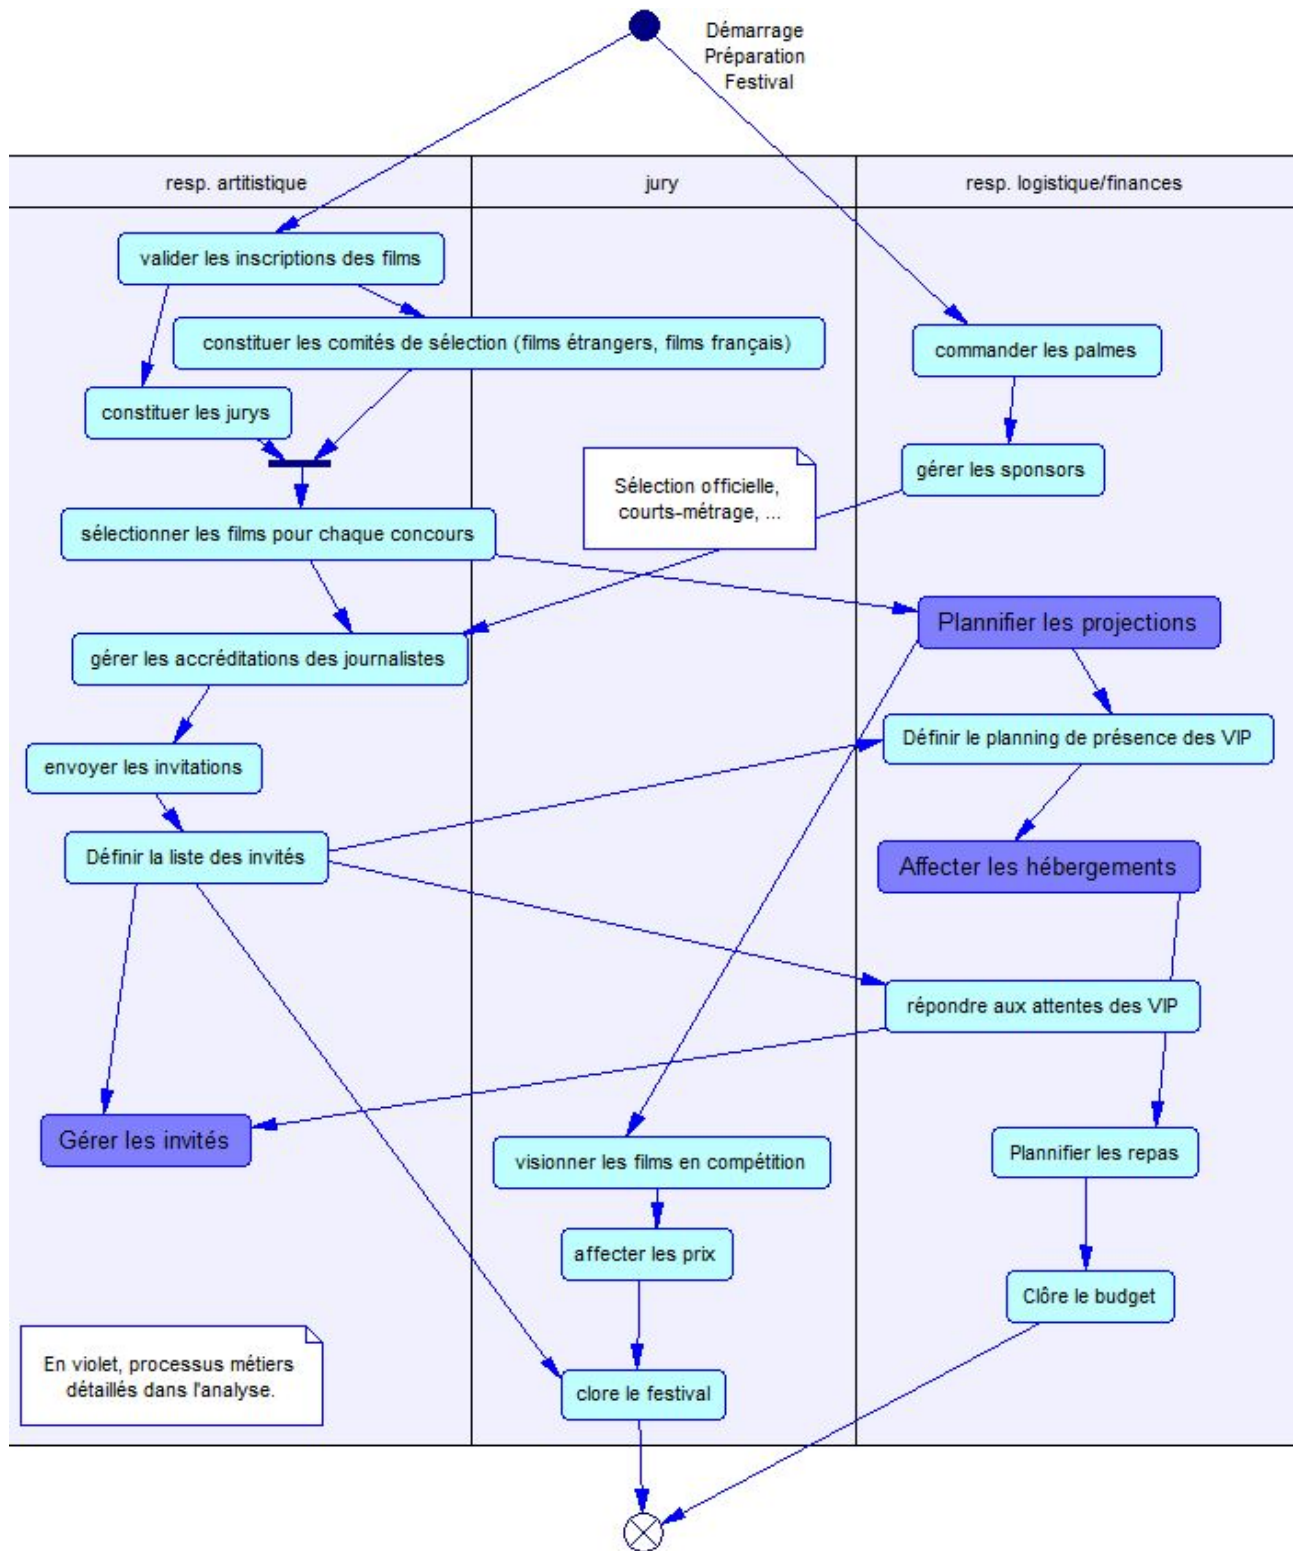 Démarrage
Préparation
Festival
resp. artitistique
jury
resp. logistique/finances
valider les inscriptions des films
constituer les comités de sélection (films étrangers, films français)
commander les palmes
constituer les jurys
gérer les sponsors
Sélection officielle,
courts-métrage, ...
sélectionner les films pour chaque concours
Plannifier les projections
gérer les accréditations des journalistes
Définir le planning de présence des VIP
envoyer les invitations
Définir la liste des invités
Affecter les hébergements
répondre aux attentes des VIP
Gérer les invités
visionner les films en compétition
Plannifier les repas
affecter les prix
Clôre le budget
En violet, processus métiers
détaillés dans l'analyse.
clore le festival